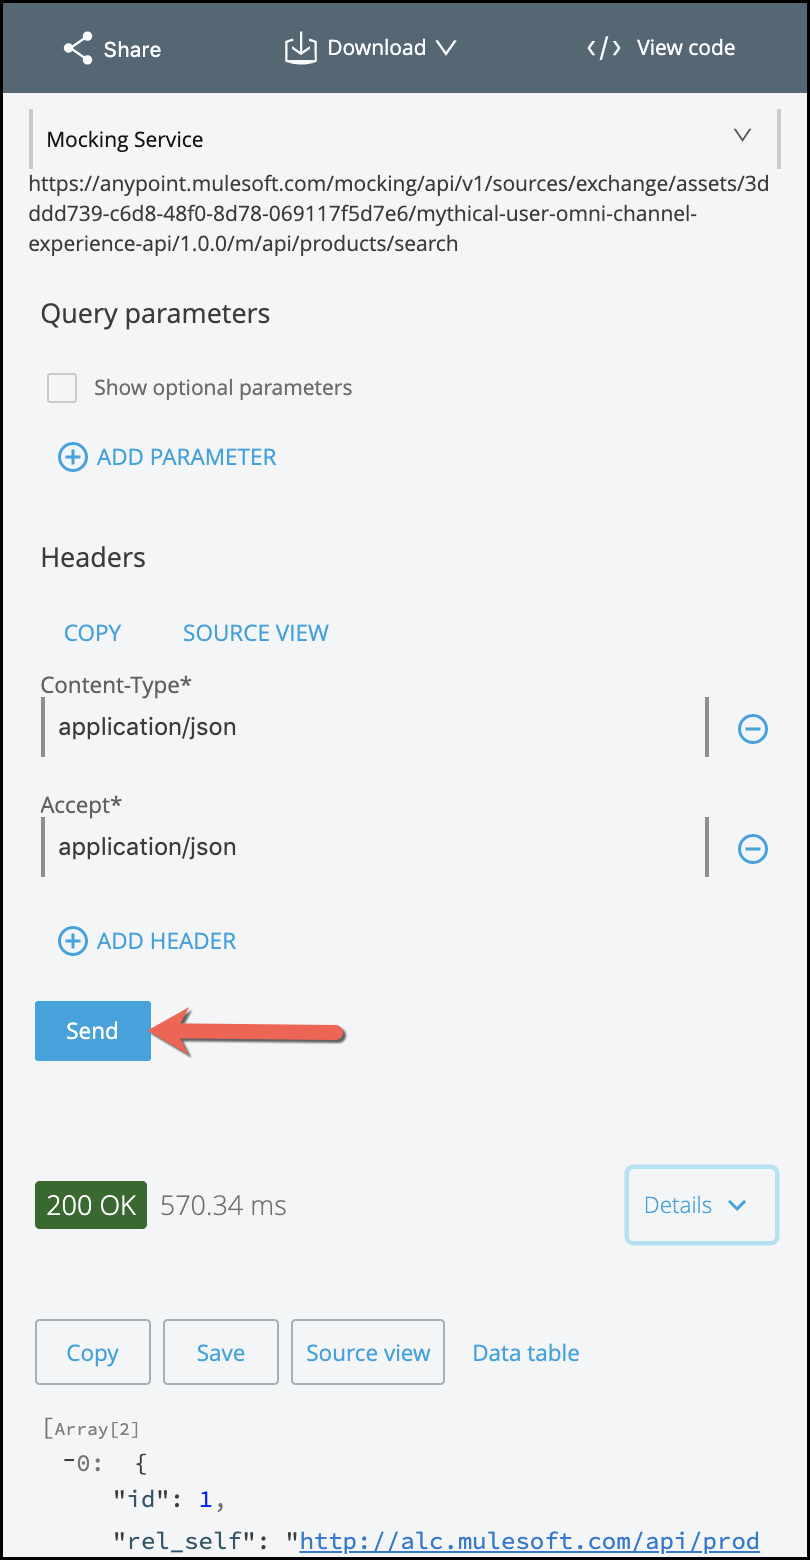 Share Download View code
Mocking Service
https://anypoint.mulesoft.com/mocking/api/v1/sources/exchange/assets/3d
ddd739-c6d8-48f0-8d78-069117f5d7e6/mythical-user-omni-channel-
experience-api/1.0.0/m/api/products/search
Query parameters
Show optional parameters
ADD PARAMETER
Headers
COPY SOURCE VIEW
Content-Type*
application/json
Accept*
application/json
ADD HEADER
Send
200 OK 570.34 ms Details
Copy Save Source view Data table
[Array[2]
-0: {
"id": 1,
"rel_self": "http://alc.mulesoft.com/api/prod